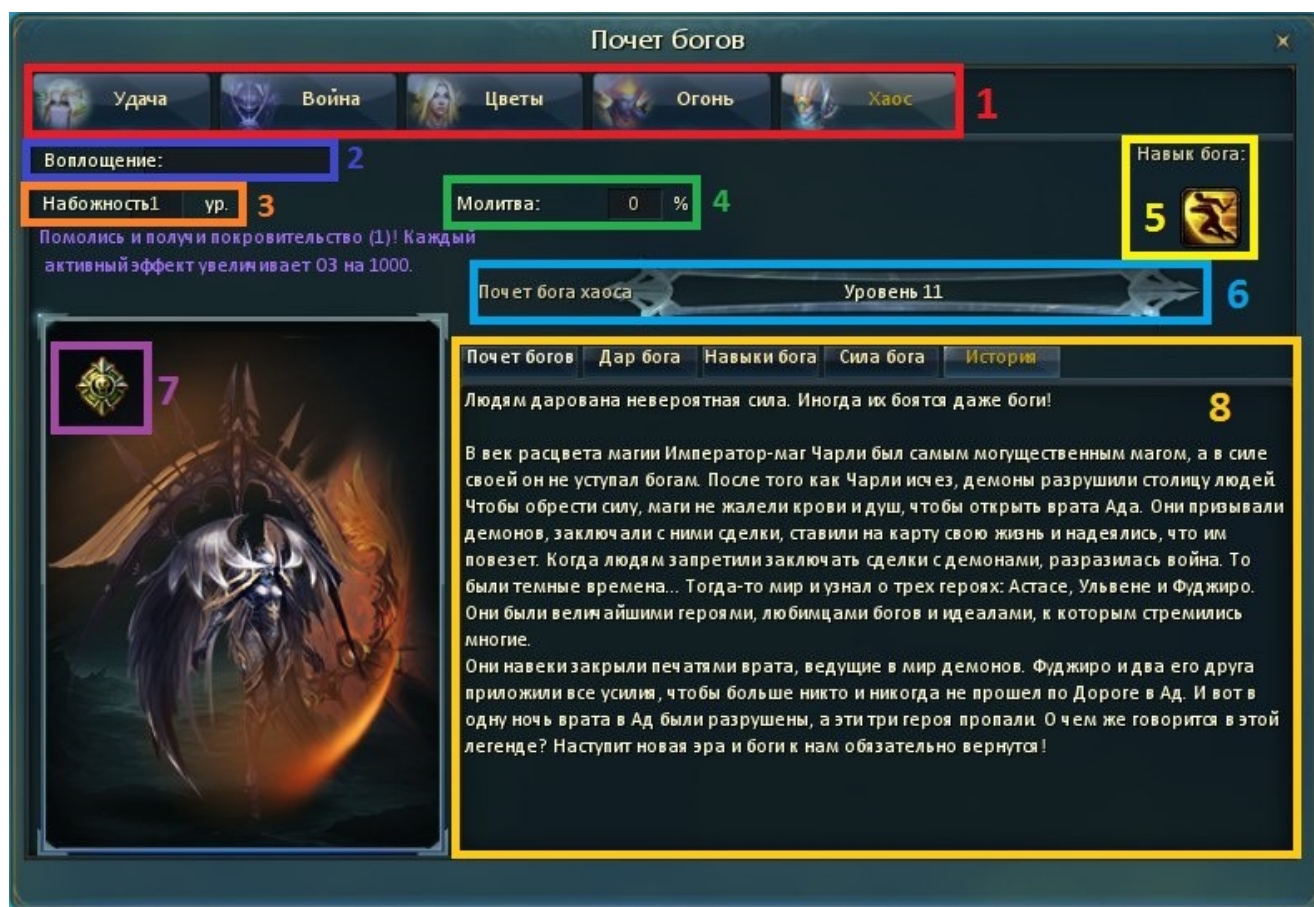 Почет богов
Удача Война Цветы Огонь Хаос 1
Воплощение: 2
Навык бога:
Набожность1 ур. 3
Молитва: 0 % 4
5
Помолись и получи покровительство (1)! Каждый
активный эффект увеличивает ОЗ на 1000.
Почет бога хаоса Уровень 11 6
7
Почет богов Дар бога Навыки бога Сила бога История
Людям дарована невероятная сила. Иногда их боятся даже боги!
8
В век расцвета магии Император-маг Чарли был самым могущественным магом, а в силе
своей он не уступал богам. После того как Чарли исчез, демоны разрушили столицу людей.
Чтобы обрести силу, маги не жалели крови и душ, чтобы открыть врата Ада. Они призывали
демонов, заключали с ними сделки, ставили на карту свою жизнь и надеялись, что им
повезет. Когда людям запретили заключать сделки с демонами, разразилась война. То
были темные времена... Тогда-то мир и узнал о трех героях: Астасе, Ульвене и Фуджиро.
Они были величайшими героями, любимцами богов и идеалами, к которым стремились
многие.
Они навеки закрыли печатями врата, ведущие в мир демонов. Фуджиро и два его друга
приложили все усилия, чтобы больше никто и никогда не прошел по Дороге в Ад. И вот в
одну ночь врата в Ад были разрушены, а эти три героя пропали. О чем же говорится в этой
легенде? Наступит новая эра и боги к нам обязательно вернутся!